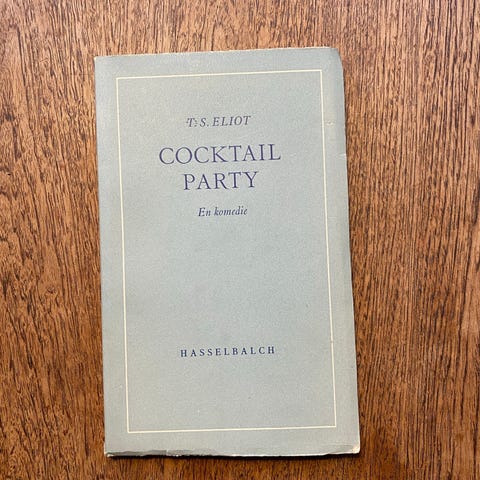 T. S. ELIOT
COCKTAIL
PARTY
En komedie
HASSELBALCH